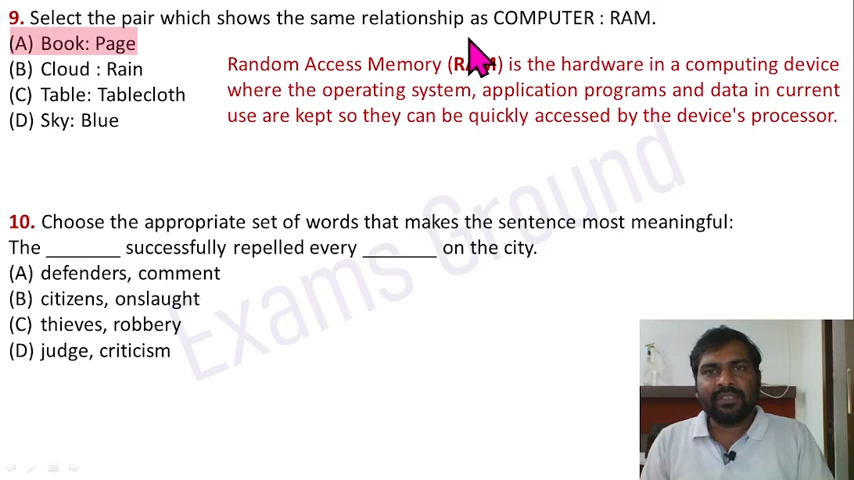 9. Select the pair which shows the same relationship as COMPUTER : RAM.
(A) Book: Page
(B) Cloud : Rain
(C) Table: Tablecloth
(D) Sky: Blue
Random Access Memory (RAM) is the hardware in a computing device
where the operating system, application programs and data in current
use are kept so they can be quickly accessed by the device's processor.
10. Choose the appropriate set of words that makes the sentence most meaningful:
The _______ successfully repelled every _______ on the city.
(A) defenders, comment
(B) citizens, onslaught
(C) thieves, robbery
(D) judge, criticism
Exams Ground